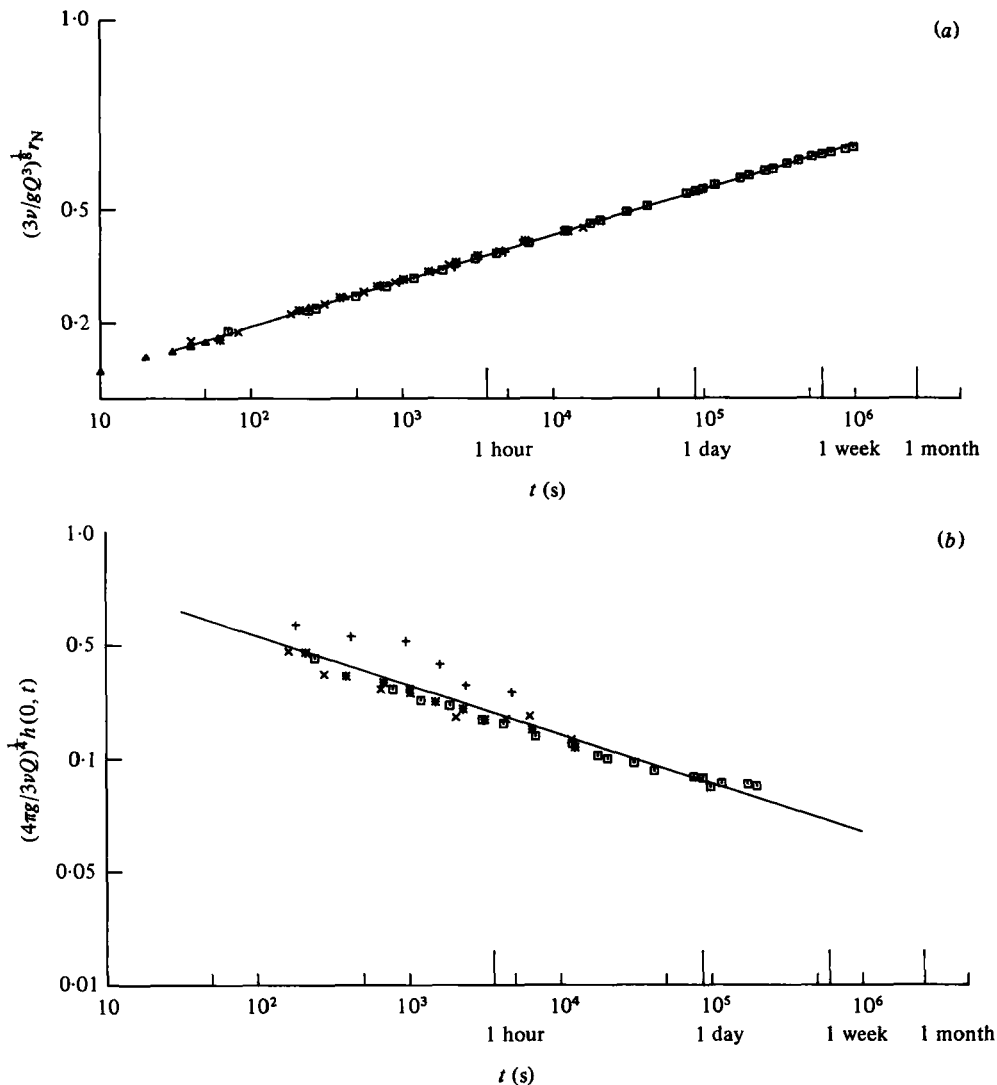 1·0
(a)
(3ν/gQ³)^⅛ r_N
0·5
0·2
10 10² 10³ 10⁴ 10⁵ 10⁶
1 hour 1 day 1 week 1 month
t (s)
1·0
(b)
(4πg/3νQ)^¼ h(0, t)
0·5
0·1
0·05
0·01
10 10² 10³ 10⁴ 10⁵ 10⁶
1 hour 1 day 1 week 1 month
t (s)